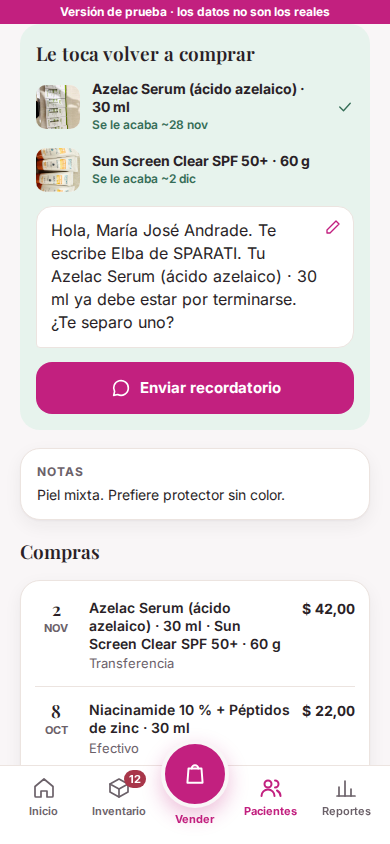 Versión de prueba · los datos no son los reales
Le toca volver a comprar
Azelac Serum (ácido azelaico) ·
30 ml
Se le acaba ~28 nov
Sun Screen Clear SPF 50+ · 60 g
Se le acaba ~2 dic
Hola, María José Andrade. Te
escribe Elba de SPARATI. Tu
Azelac Serum (ácido azelaico) · 30
ml ya debe estar por terminarse.
¿Te separo uno?
Enviar recordatorio
NOTAS
Piel mixta. Prefiere protector sin color.
Compras
2
NOV
Azelac Serum (ácido
azelaico) · 30 ml · Sun
Screen Clear SPF 50+ · 60 g
Transferencia
$ 42,00
8
OCT
Niacinamide 10 % + Péptidos
de zinc · 30 ml
Efectivo
$ 22,00
Inicio
12
Inventario
Vender
Pacientes
Reportes